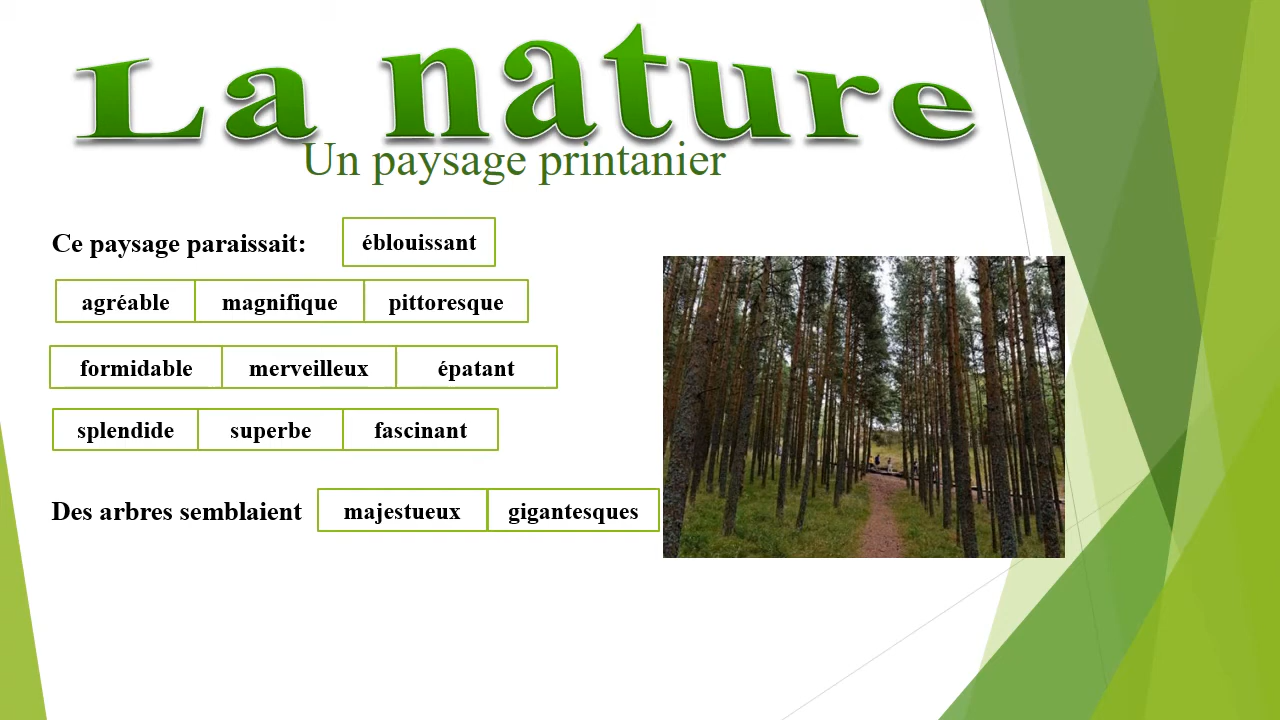 La nature
Un paysage printanier
Ce paysage paraissait: éblouissant
agréable magnifique pittoresque
formidable merveilleux épatant
splendide superbe fascinant
Des arbres semblaient majestueux gigantesques